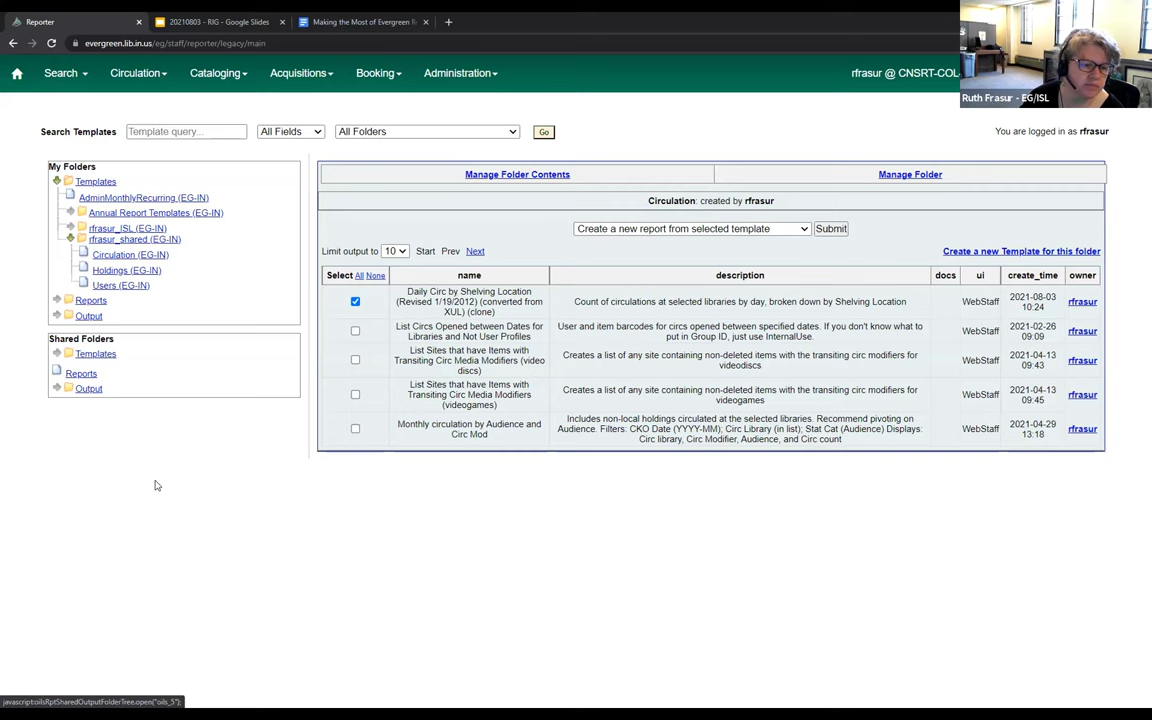 Reporter
20210803 - RIG - Google Slides
Making the Most of Evergreen R
evergreen.lib.in.us/eg/staff/reporter/legacy/main
Search
Circulation
Cataloging
Acquisitions
Booking
Administration
rfrasur @ CNSRT-COL-
Ruth Frasur - EG/ISL
Search Templates
Template query...
All Fields
All Folders
Go
You are logged in as rfrasur
My Folders
Templates
AdminMonthlyRecurring (EG-IN)
Annual Report Templates (EG-IN)
rfrasur_ISL (EG-IN)
rfrasur_shared (EG-IN)
Circulation (EG-IN)
Holdings (EG-IN)
Users (EG-IN)
Reports
Output
Shared Folders
Templates
Reports
Output
Manage Folder Contents
Manage Folder
Circulation: created by rfrasur
Create a new report from selected template
Submit
Limit output to 10 Start Prev Next
Create a new Template for this folder
Select All None name description docs ui create_time owner
Daily Circ by Shelving Location
(Revised 1/19/2012) (converted from
XUL) (clone)
Count of circulations at selected libraries by day, broken down by Shelving Location
WebStaff
2021-08-03
10:24
rfrasur
List Circs Opened between Dates for
Libraries and Not User Profiles
User and item barcodes for circs opened between specified dates. If you don't know what to
put in Group ID, just use InternalUse.
WebStaff
2021-02-26
09:09
rfrasur
List Sites that have Items with
Transiting Circ Media Modifiers (video
discs)
Creates a list of any site containing non-deleted items with the transiting circ modifiers for
videodiscs
WebStaff
2021-04-13
09:43
rfrasur
List Sites that have Items with
Transiting Circ Media Modifiers
(videogames)
Creates a list of any site containing non-deleted items with the transiting circ modifiers for
videogames
WebStaff
2021-04-13
09:45
rfrasur
Monthly circulation by Audience and
Circ Mod
Includes non-local holdings circulated at the selected libraries. Recommend pivoting on
Audience. Filters: CKO Date (YYYY-MM); Circ Library (in list); Stat Cat (Audience) Displays:
Circ library, Circ Modifier, Audience, and Circ count
WebStaff
2021-04-29
13:18
rfrasur
javascript:oilsRptSharedOutputFolderTree.open("oils_5");